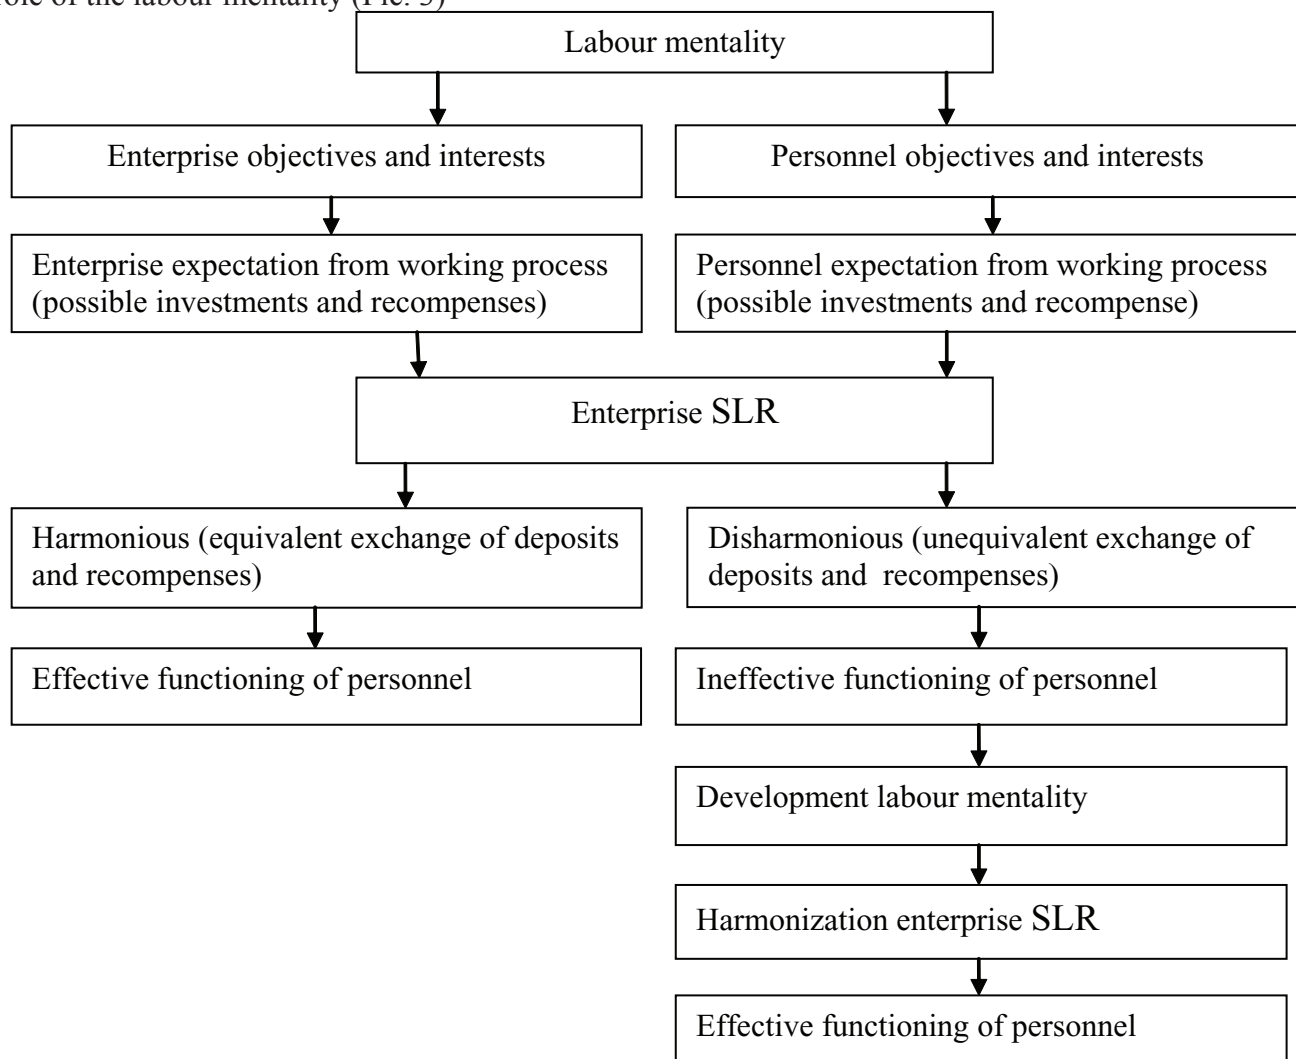 role of the labour mentality (Pic. 3)
Labour mentality
Enterprise objectives and interests
Personnel objectives and interests
Enterprise expectation from working process
(possible investments and recompenses)
Personnel expectation from working process
(possible investments and recompense)
Enterprise SLR
Harmonious (equivalent exchange of deposits
and recompenses)
Disharmonious (unequivalent exchange of
deposits and  recompenses)
Effective functioning of personnel
Ineffective functioning of personnel
Development labour mentality
Harmonization enterprise SLR
Effective functioning of personnel